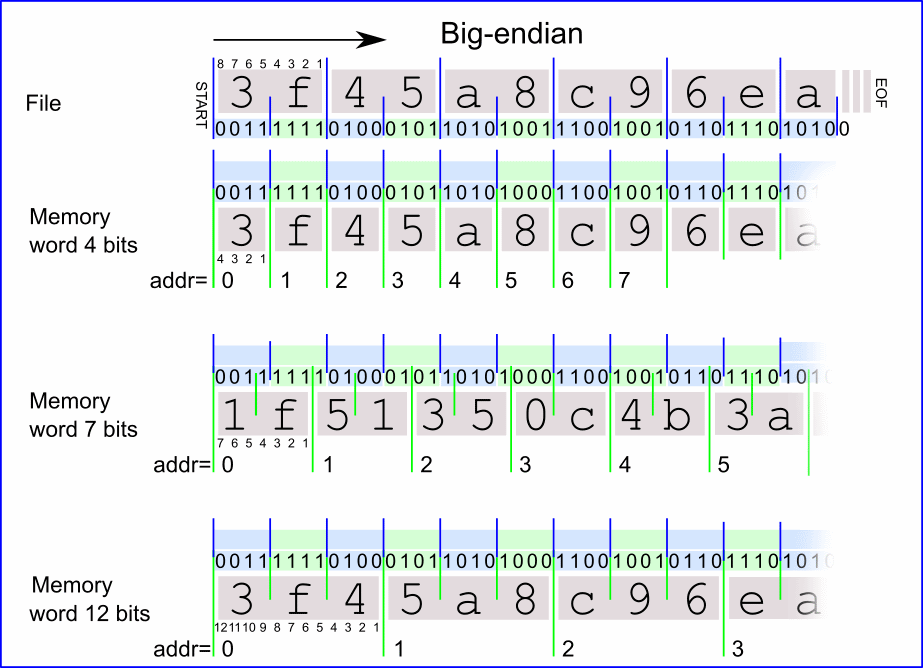 Big-endian
8 7 6 5 4 3 2 1
File
START
3 f 4 5 a 8 c 9 6 e a
EOF
0011 1111 0100 0101 1010 1001 1100 1001 0110 1110 1010 0
0011 1111 0100 0101 1010 1000 1100 1001 0110 1110 101
Memory
word 4 bits
3 f 4 5 a 8 c 9 6 e a
4 3 2 1
addr= 0 1 2 3 4 5 6 7
0011 1111 0100 0101 1010 1000 1100 1001 0110 1110 1010
Memory
word 7 bits
1 f 5 1 3 5 0 c 4 b 3 a
7 6 5 4 3 2 1
addr= 0 1 2 3 4 5
0011 1111 0100 0101 1010 1000 1100 1001 0110 1110 1010
Memory
word 12 bits
3 f 4 5 a 8 c 9 6 e a
12 11 10 9 8 7 6 5 4 3 2 1
addr= 0 1 2 3